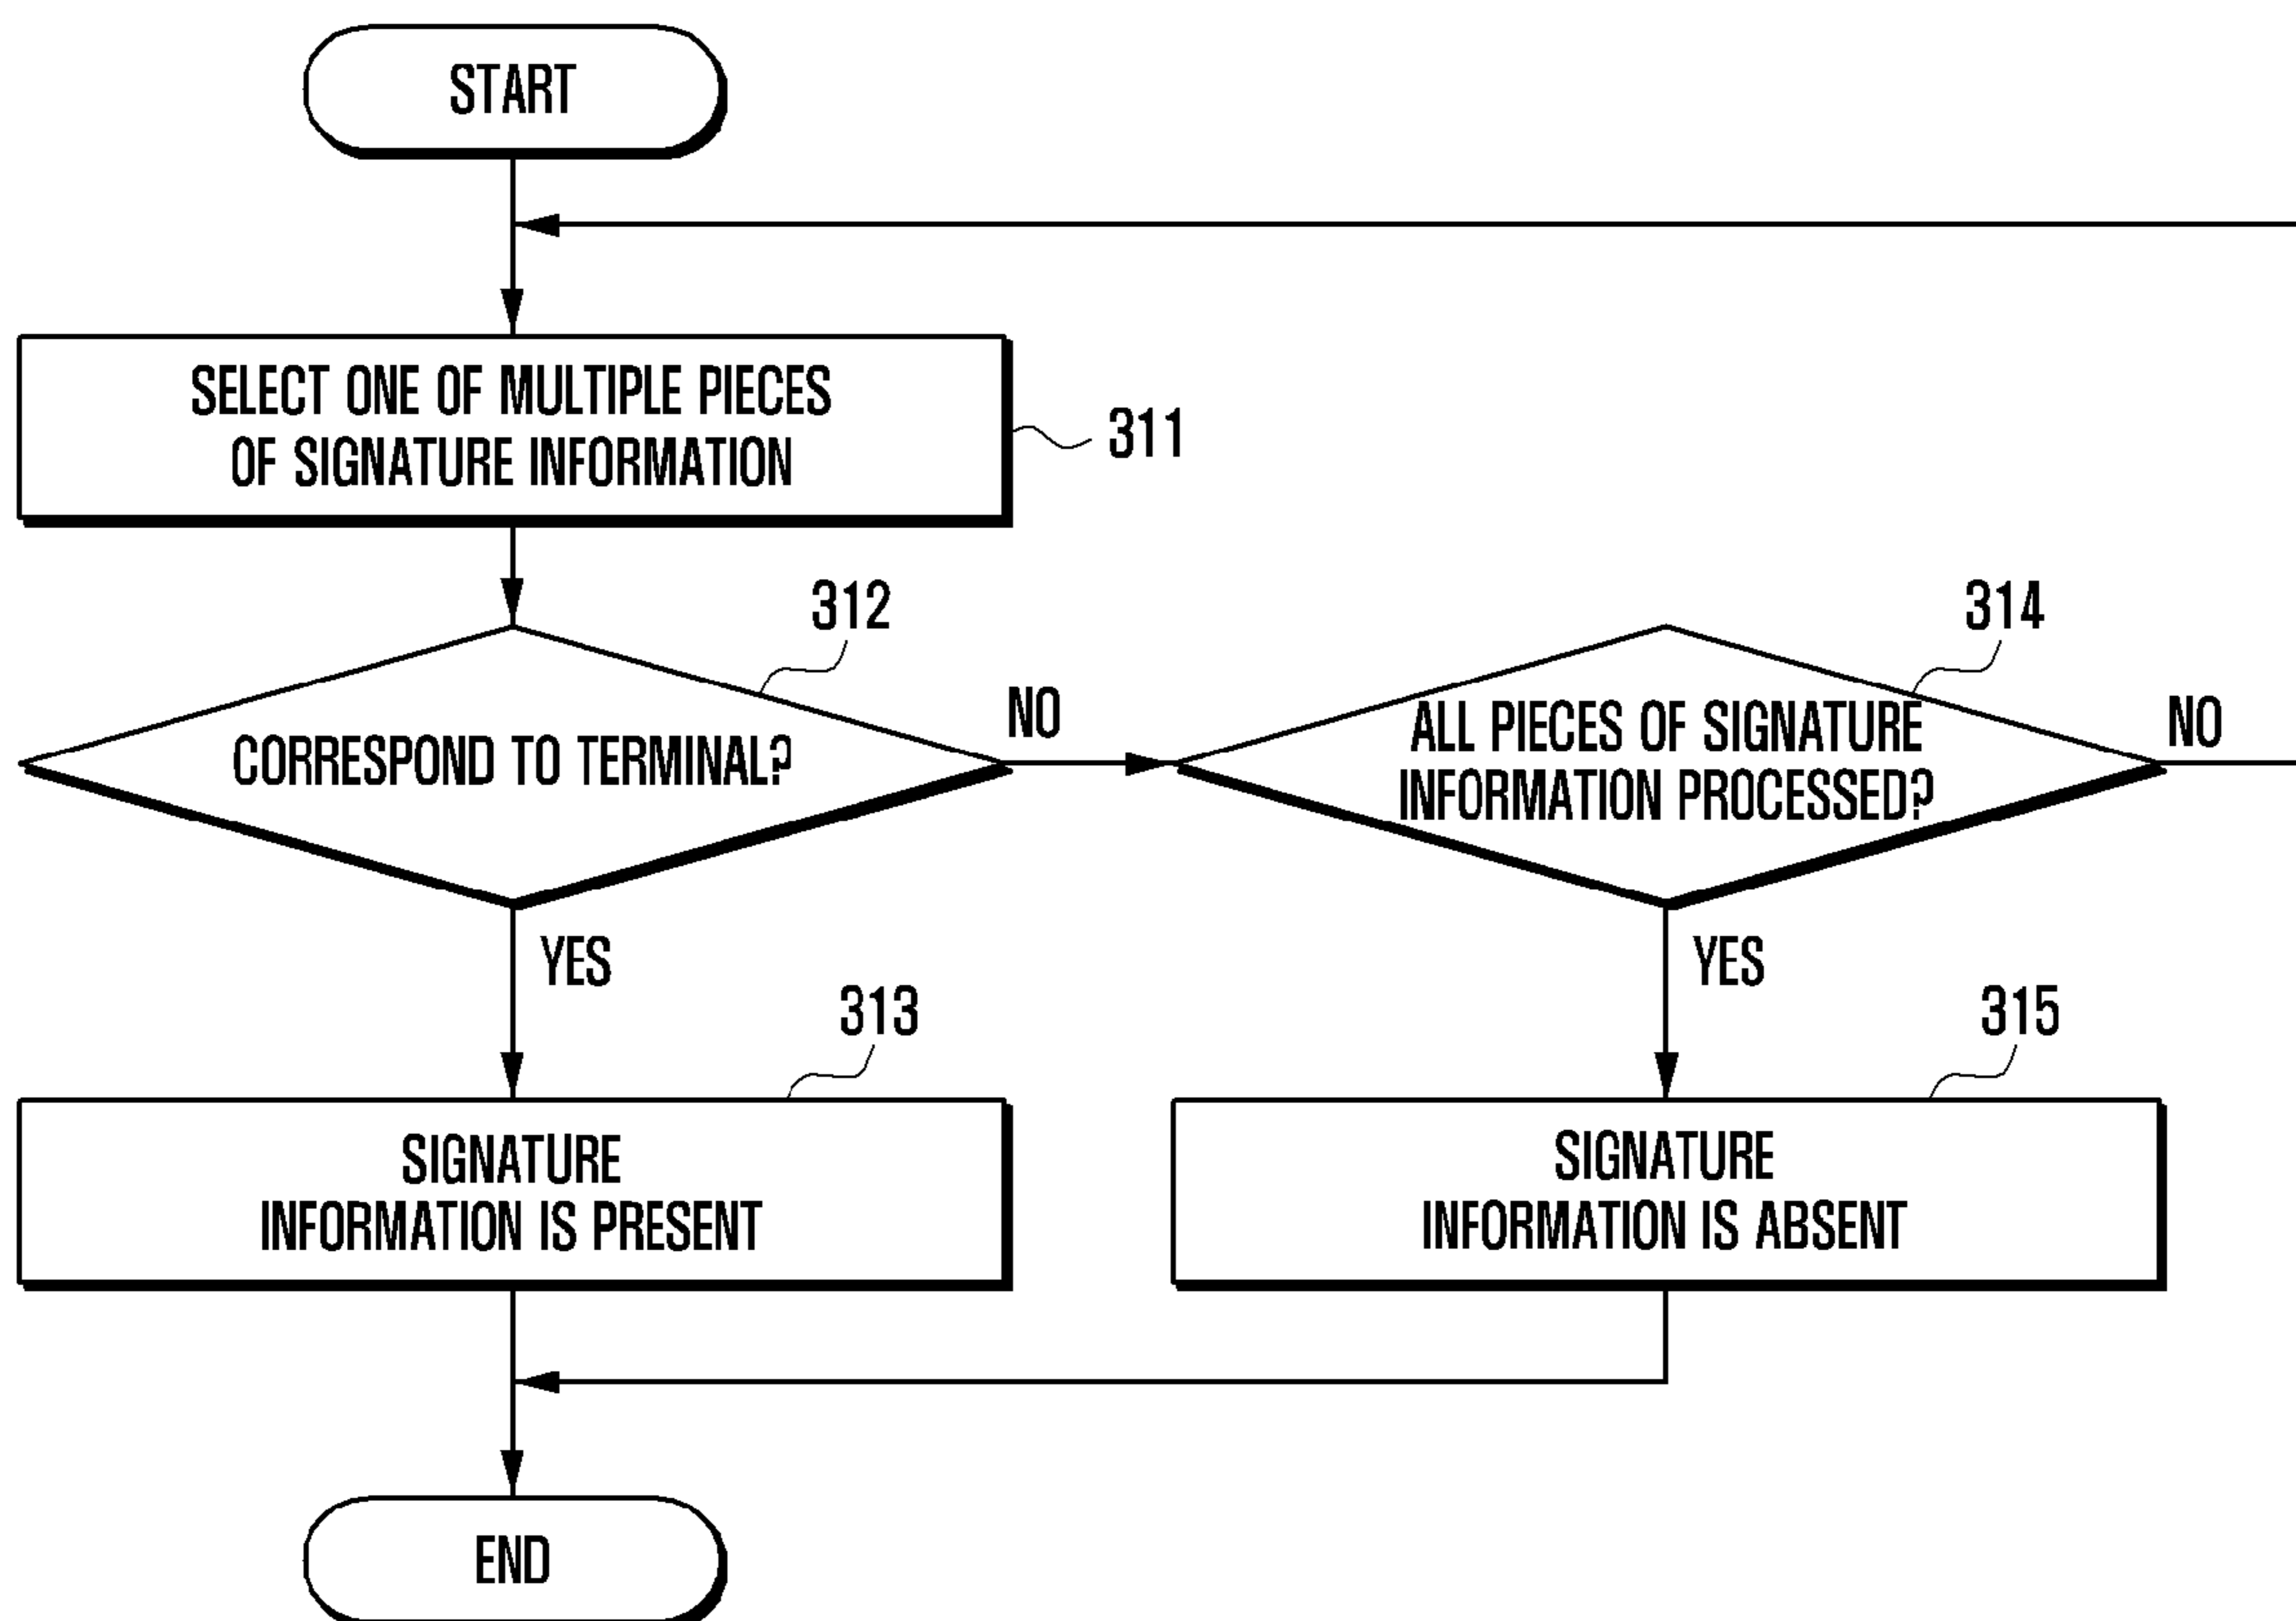 START
SELECT ONE OF MULTIPLE PIECES
OF SIGNATURE INFORMATION
311
312
CORRESPOND TO TERMINAL?
NO
314
ALL PIECES OF SIGNATURE
INFORMATION PROCESSED?
NO
YES
YES
313
SIGNATURE
INFORMATION IS PRESENT
315
SIGNATURE
INFORMATION IS ABSENT
END